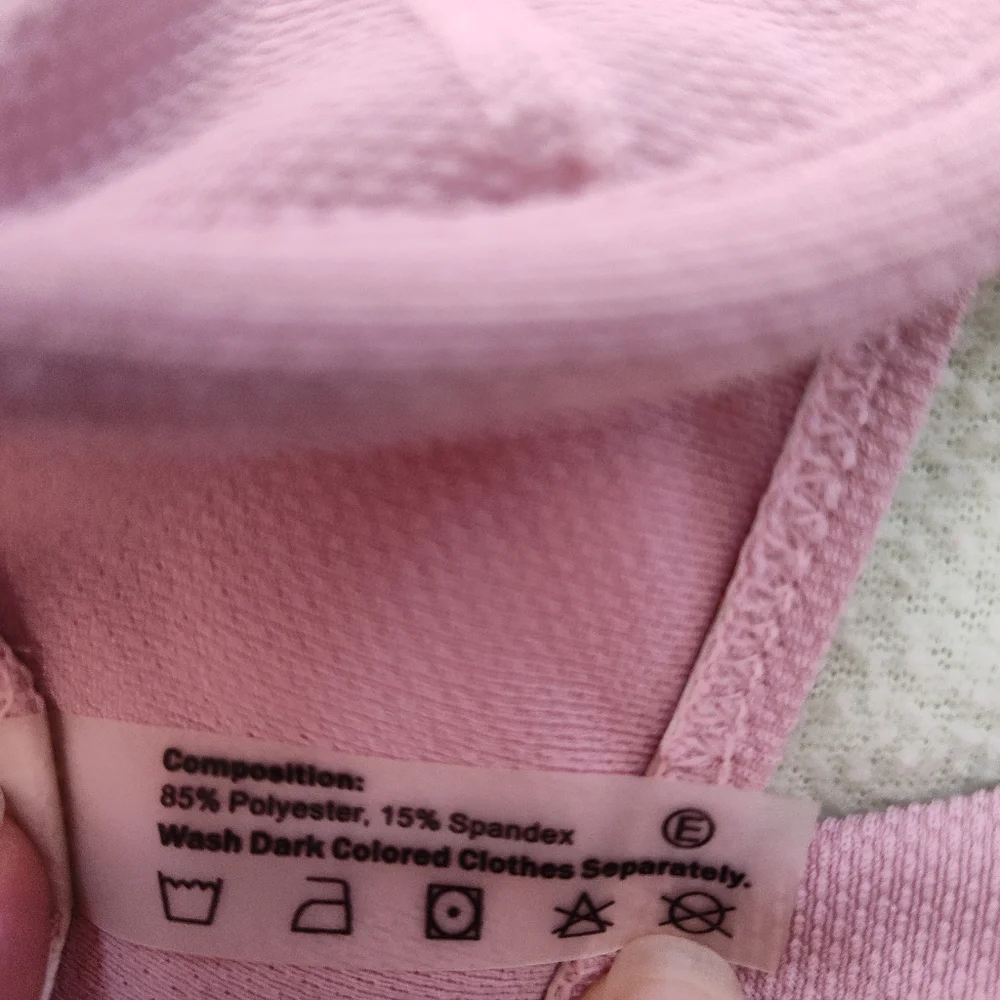 Composition:
85% Polyester, 15% Spandex
E
Wash Dark Colored Clothes Separately.